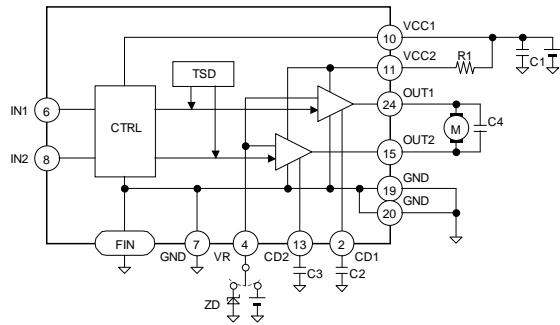 VCC1
10
VCC2
11
R1
C1
TSD
IN1
6
CTRL
OUT1
24
M
C4
IN2
8
OUT2
15
GND
19
GND
20
FIN
7
4
13
2
GND
VR
CD2
CD1
C3
C2
ZD